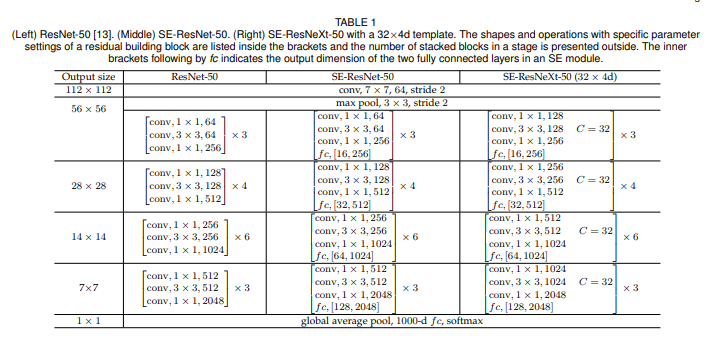 TABLE 1
(Left) ResNet-50 [13]. (Middle) SE-ResNet-50. (Right) SE-ResNeXt-50 with a 32×4d template. The shapes and operations with specific parameter
settings of a residual building block are listed inside the brackets and the number of stacked blocks in a stage is presented outside. The inner
brackets following by fc indicates the output dimension of the two fully connected layers in an SE module.
Output size ResNet-50 SE-ResNet-50 SE-ResNeXt-50 (32 × 4d)
112 × 112 conv, 7 × 7, 64, stride 2
56 × 56 max pool, 3 × 3, stride 2
[conv, 1 × 1, 64
conv, 3 × 3, 64
conv, 1 × 1, 256] × 3
[conv, 1 × 1, 64
conv, 3 × 3, 64
conv, 1 × 1, 256
fc, [16, 256]] × 3
[conv, 1 × 1, 128
conv, 3 × 3, 128 C = 32
conv, 1 × 1, 256
fc, [16, 256]] × 3
28 × 28
[conv, 1 × 1, 128
conv, 3 × 3, 128
conv, 1 × 1, 512] × 4
[conv, 1 × 1, 128
conv, 3 × 3, 128
conv, 1 × 1, 512
fc, [32, 512]] × 4
[conv, 1 × 1, 256
conv, 3 × 3, 256 C = 32
conv, 1 × 1, 512
fc, [32, 512]] × 4
14 × 14
[conv, 1 × 1, 256
conv, 3 × 3, 256
conv, 1 × 1, 1024] × 6
[conv, 1 × 1, 256
conv, 3 × 3, 256
conv, 1 × 1, 1024
fc, [64, 1024]] × 6
[conv, 1 × 1, 512
conv, 3 × 3, 512 C = 32
conv, 1 × 1, 1024
fc, [64, 1024]] × 6
7×7
[conv, 1 × 1, 512
conv, 3 × 3, 512
conv, 1 × 1, 2048] × 3
[conv, 1 × 1, 512
conv, 3 × 3, 512
conv, 1 × 1, 2048
fc, [128, 2048]] × 3
[conv, 1 × 1, 1024
conv, 3 × 3, 1024 C = 32
conv, 1 × 1, 2048
fc, [128, 2048]] × 3
1 × 1 global average pool, 1000-d fc, softmax